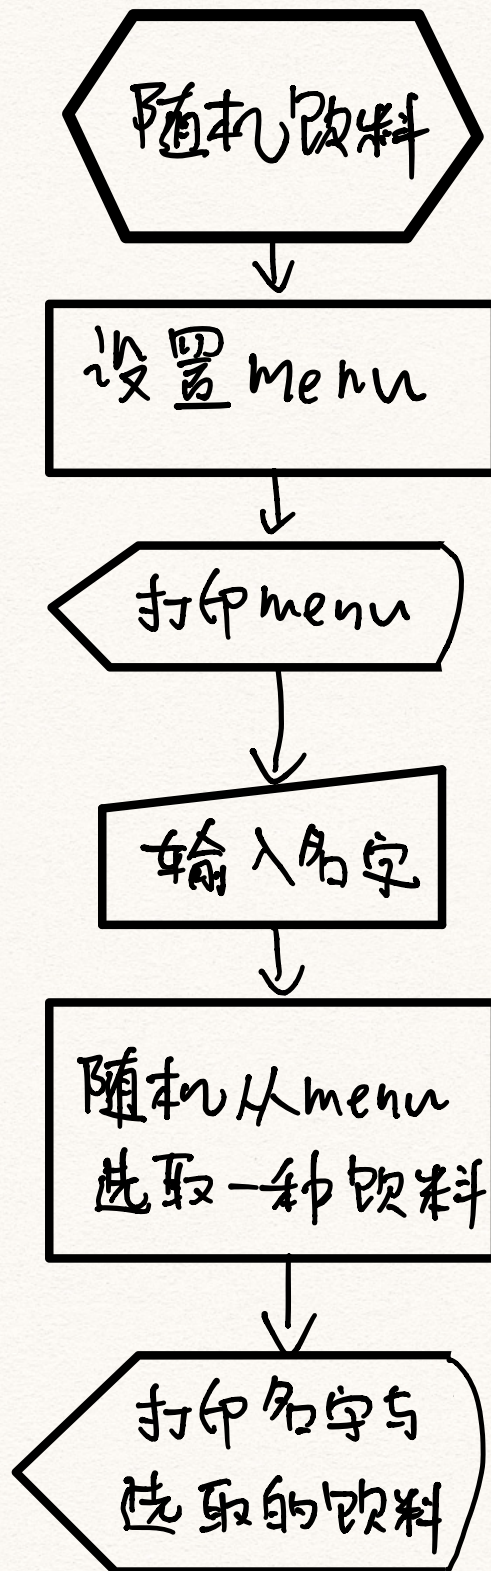 随机饮料
设置menu
打印menu
输入名字
随机从menu
选取一种饮料
打印名字与
选取的饮料